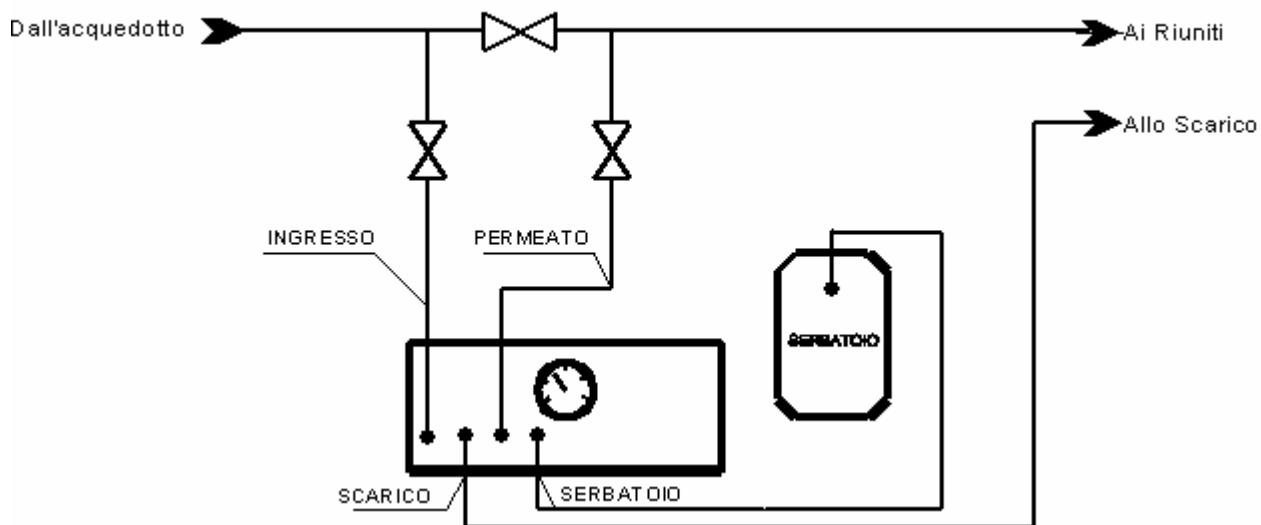 Dall'acquedotto
Ai Riuniti
Allo Scarico
INGRESSO
PERMEATO
SERBATOIO
SCARICO
SERBATOIO